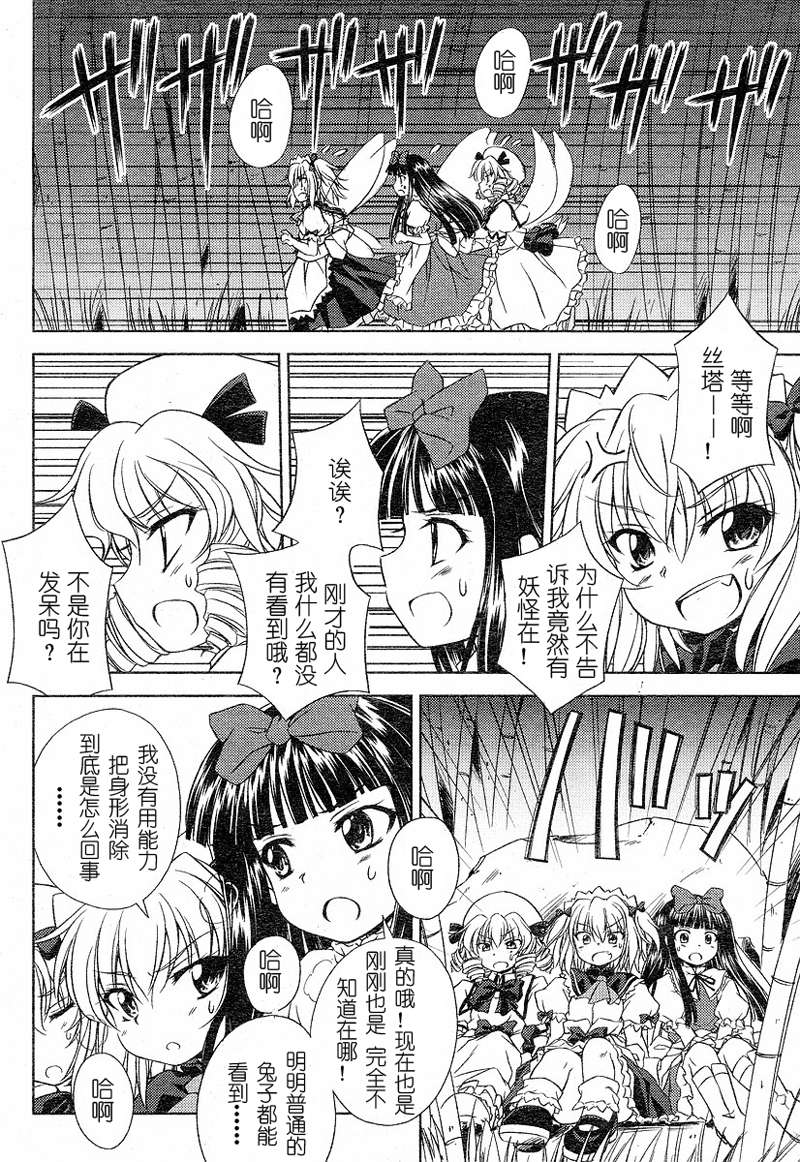 ザザザザザザ
哈啊
哈啊
哈啊
等等啊
丝塔——！
为什么不告
诉我竟然有
妖怪在！
诶诶？
刚才的人
我什么都没
有看到哦？
不是你在
发呆吗？
哈啊
真的哦！现在也是
刚刚也是 完全不
知道在哪！
明明普通的
兔子都能
看到……
我没有用能力
把身形消除
到底是怎么回事
……
哈啊
哈啊